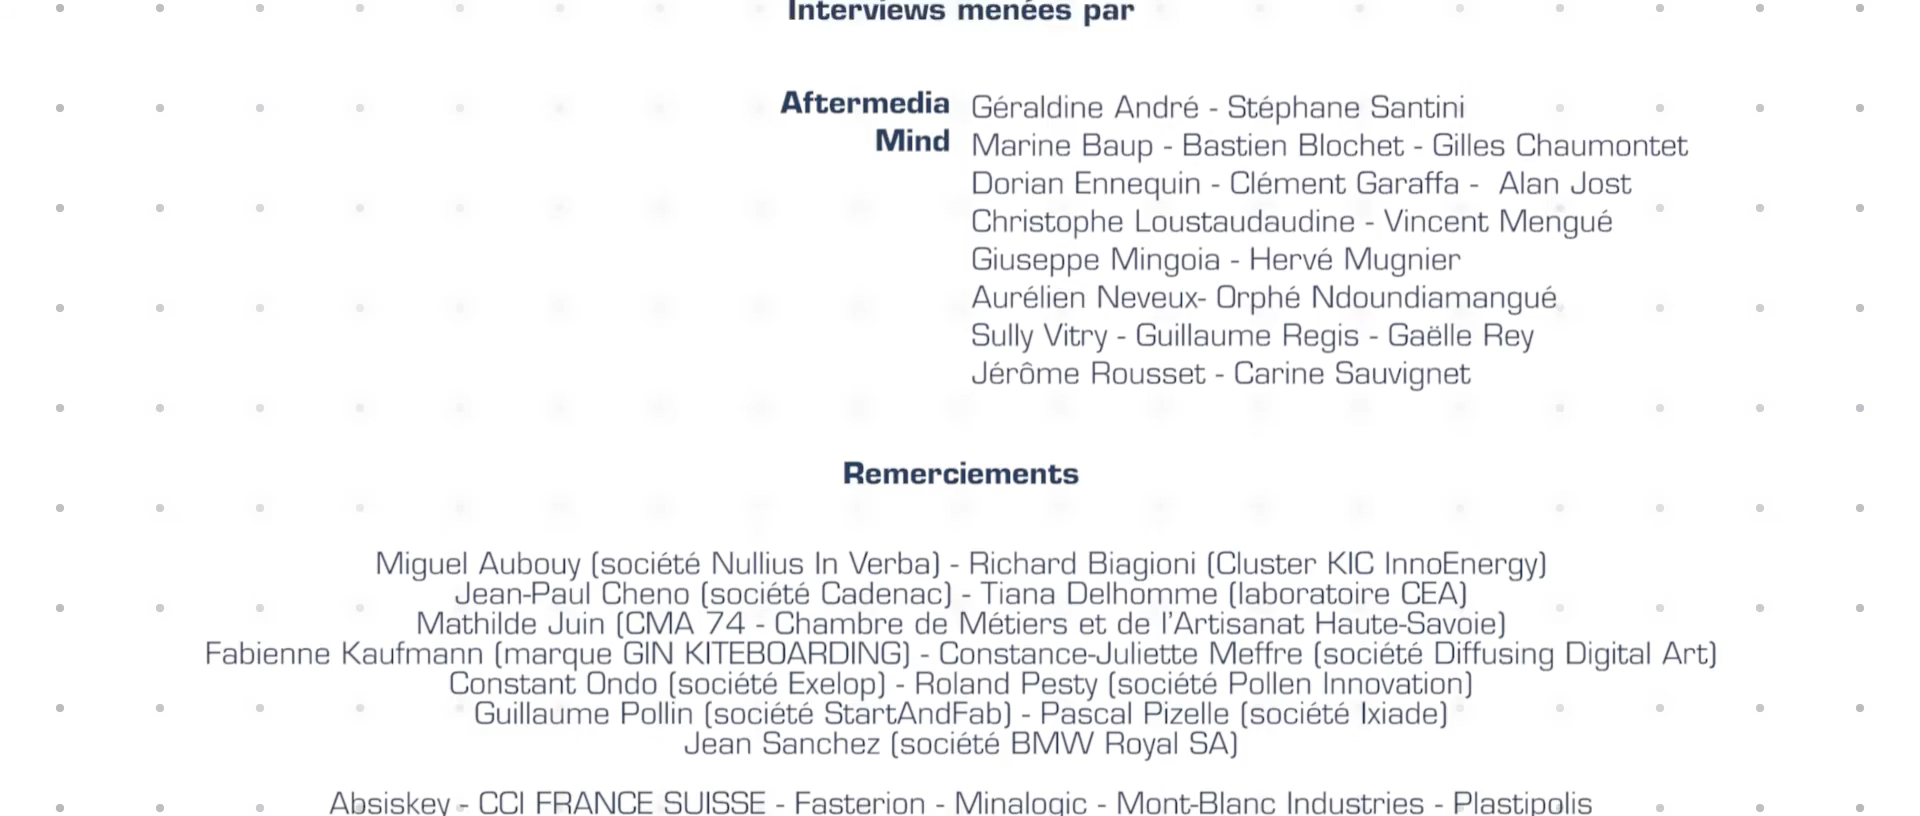 Interviews menées par
Aftermedia Géraldine André - Stéphane Santini
Mind Marine Baup - Bastien Blochet - Gilles Chaumontet
Dorian Ennequin - Clément Garaffa - Alan Jost
Christophe Loustaudaudine - Vincent Mengué
Giuseppe Mingoia - Hervé Mugnier
Aurélien Neveux- Orphé Ndoundiamangué
Sully Vitry - Guillaume Regis - Gaëlle Rey
Jérôme Rousset - Carine Sauvignet
Remerciements
Miguel Aubouy (société Nullius In Verba) - Richard Biagioni (Cluster KIC InnoEnergy)
Jean-Paul Cheno (société Cadenac) - Tiana Delhomme (laboratoire CEA)
Mathilde Juin (CMA 74 - Chambre de Métiers et de l'Artisanat Haute-Savoie)
Fabienne Kaufmann (marque GIN KITEBOARDING) - Constance-Juliette Meffre (société Diffusing Digital Art)
Constant Ondo (société Exelop) - Roland Pesty (société Pollen Innovation)
Guillaume Pollin (société StartAndFab) - Pascal Pizelle (société Ixiade)
Jean Sanchez (société BMW Royal SA)
Absiskey - CCI FRANCE SUISSE - Fasterion - Minalogic - Mont-Blanc Industries - Plastipolis